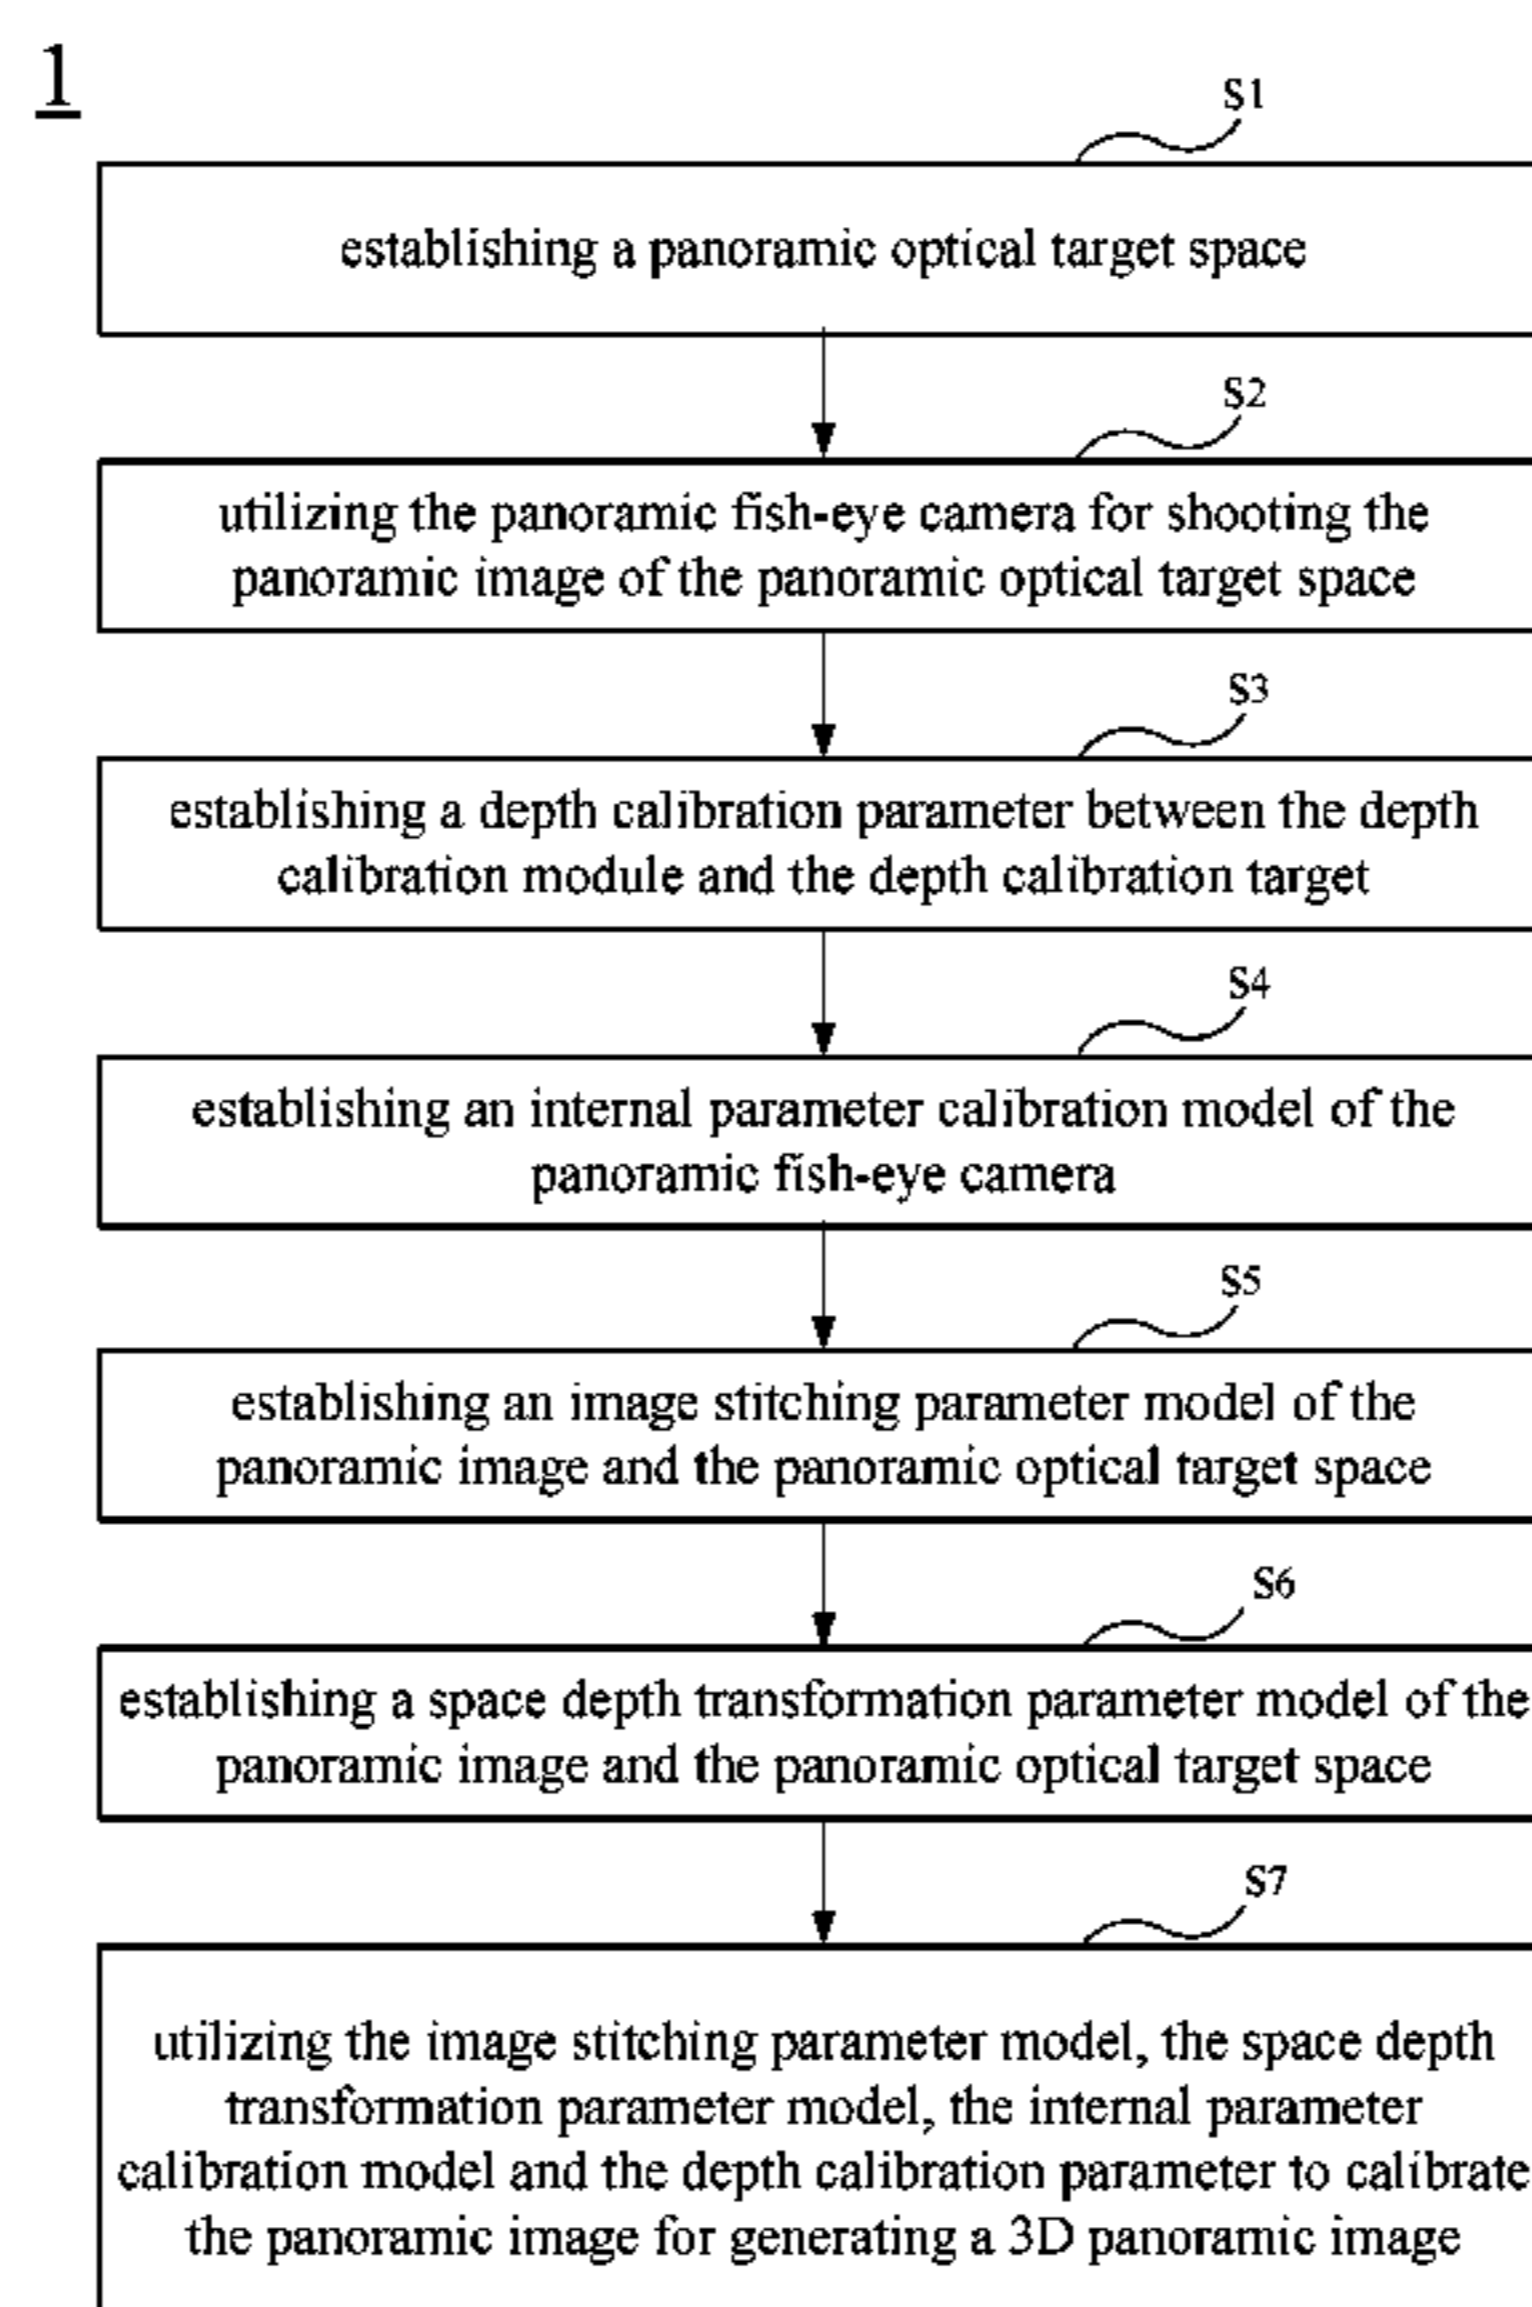 1
S1
establishing a panoramic optical target space
S2
utilizing the panoramic fish-eye camera for shooting the
panoramic image of the panoramic optical target space
S3
establishing a depth calibration parameter between the depth
calibration module and the depth calibration target
S4
establishing an internal parameter calibration model of the
panoramic fish-eye camera
S5
establishing an image stitching parameter model of the
panoramic image and the panoramic optical target space
S6
establishing a space depth transformation parameter model of the
panoramic image and the panoramic optical target space
S7
utilizing the image stitching parameter model, the space depth
transformation parameter model, the internal parameter
calibration model and the depth calibration parameter to calibrate
the panoramic image for generating a 3D panoramic image